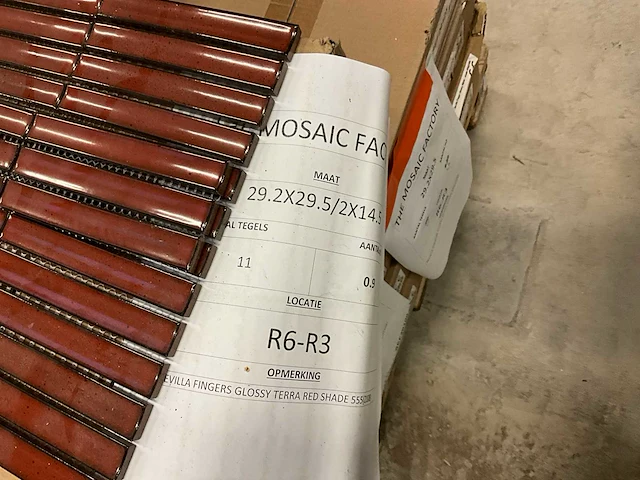 MOSAIC FAC
MAAT
29.2X29.5/2X14.5
AL TEGELS
AANT
11
0.9
LOCATIE
R6-R3
OPMERKING
EVILLA FINGERS GLOSSY TERRA RED SHADE
THE MOSAIC FACTORY